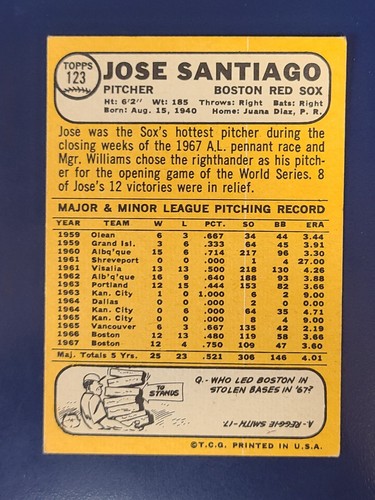 TOPPS
123
JOSE SANTIAGO
PITCHER BOSTON RED SOX
Ht: 6'2" Wt: 185 Throws: Right Bats: Right
Born: Aug. 15, 1940 Home: Juana Diaz, P. R.
Jose was the Sox's hottest pitcher during the
closing weeks of the 1967 A.L. pennant race and
Mgr. Williams chose the righthander as his pitch-
er for the opening game of the World Series. 8
of Jose's 12 victories were in relief.
MAJOR & MINOR LEAGUE PITCHING RECORD
YEAR TEAM W L PCT. SO BB ERA
1959 Olean 6 3 .667 34 44 3.44
1959 Grand Isl. 3 6 .333 64 45 3.91
1960 Albq'que 15 6 .714 217 96 3.30
1961 Shreveport 0 0 .000 1 4 27.00
1961 Visalia 13 13 .500 218 130 4.26
1962 Alb'q'que 16 9 .640 188 93 3.88
1963 Portland 12 15 .444 153 82 3.66
1963 Kan. City 1 0 1.000 6 2 9.00
1964 Dallas 0 0 .000 0 0.00
1964 Kan. City 0 6 .000 64 35 4.71
1965 Kan. City 0 0 .000 8 4 9.00
1965 Vancouver 6 3 .667 135 42 2.19
1966 Boston 12 13 .480 119 58 3.66
1967 Boston 12 4 .750 109 47 3.60
Maj. Totals 5 Yrs. 25 23 .521 306 146 4.01
TO
STANDS
Q.- WHO LED BOSTON IN
STOLEN BASES IN '67?
A.- REGGIE SMITH-17.
©T.C.G. PRINTED IN U.S.A.